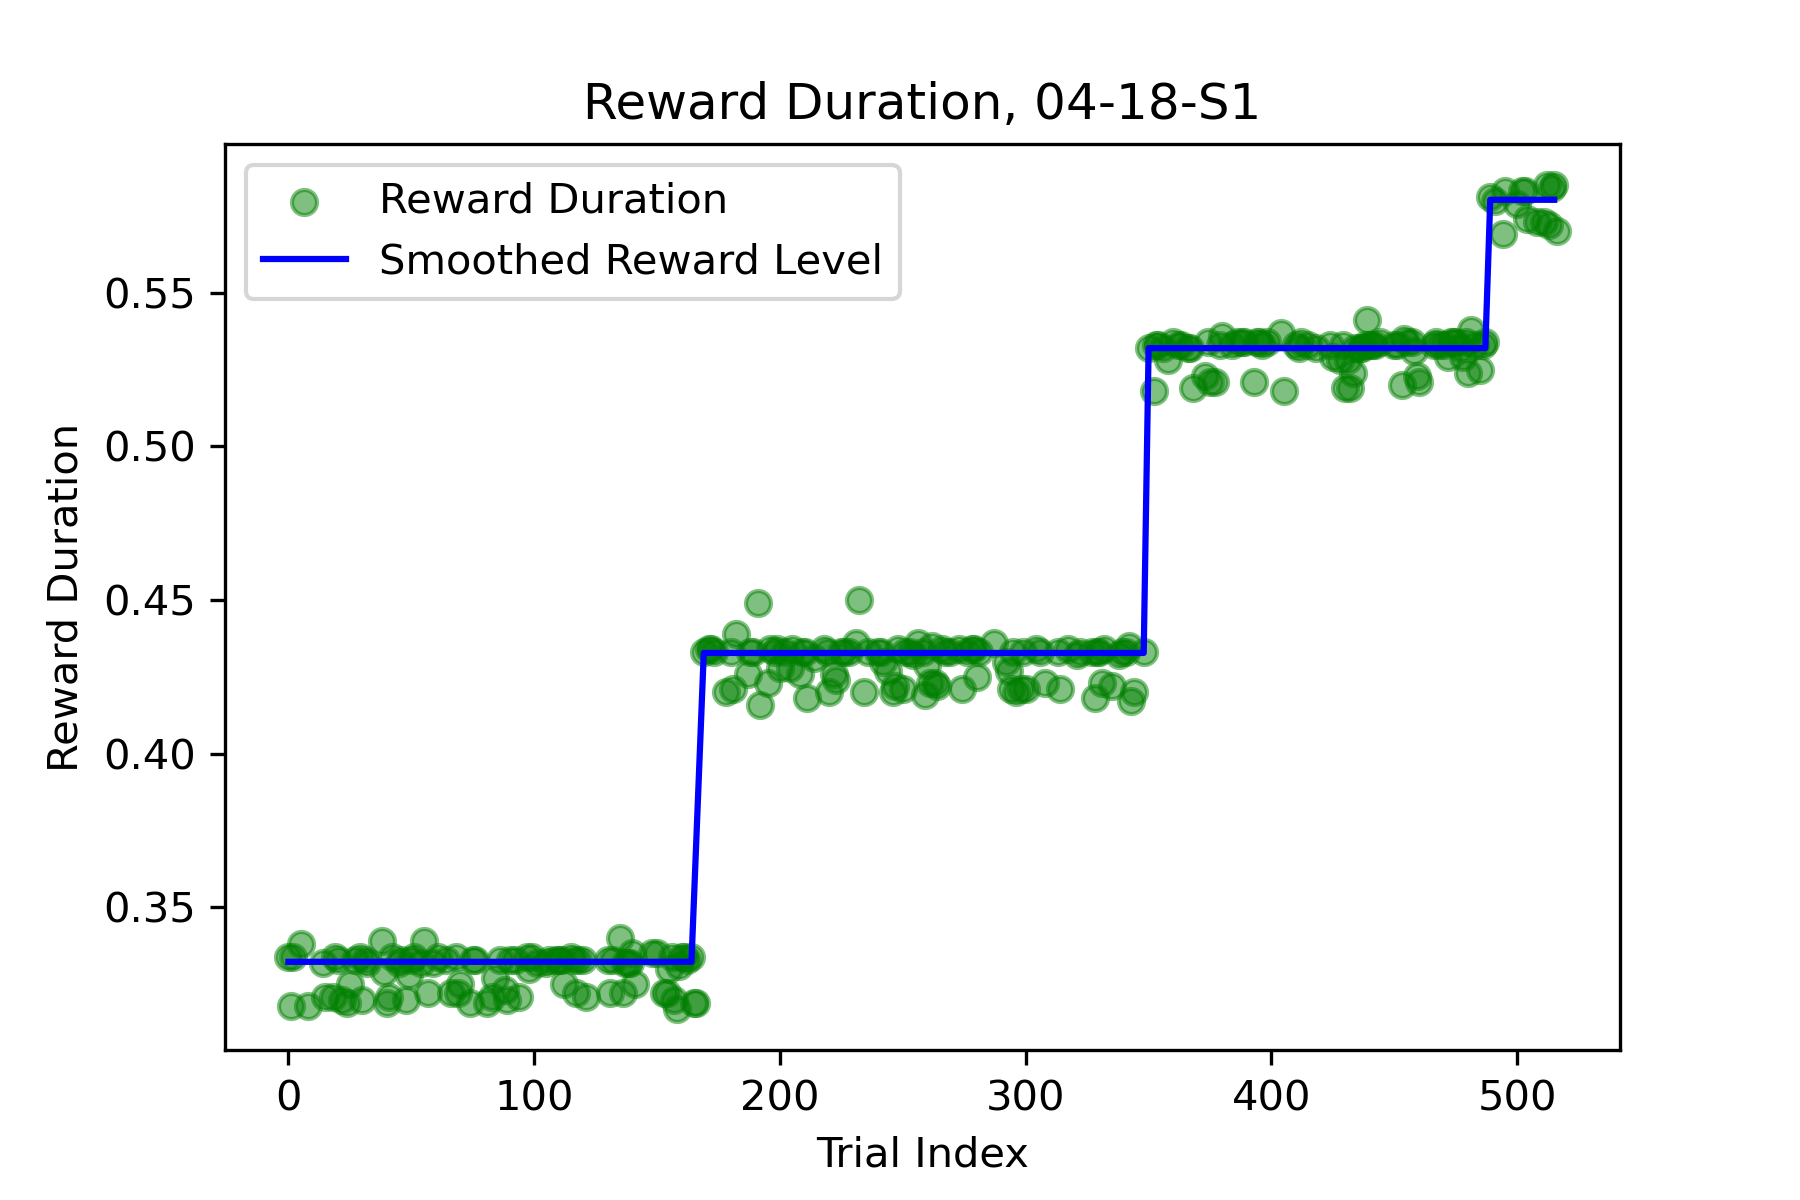 Reward Duration, 04-18-S1
Reward Duration
Smoothed Reward Level
Reward Duration
0.55
0.50
0.45
0.40
0.35
0 100 200 300 400 500
Trial Index